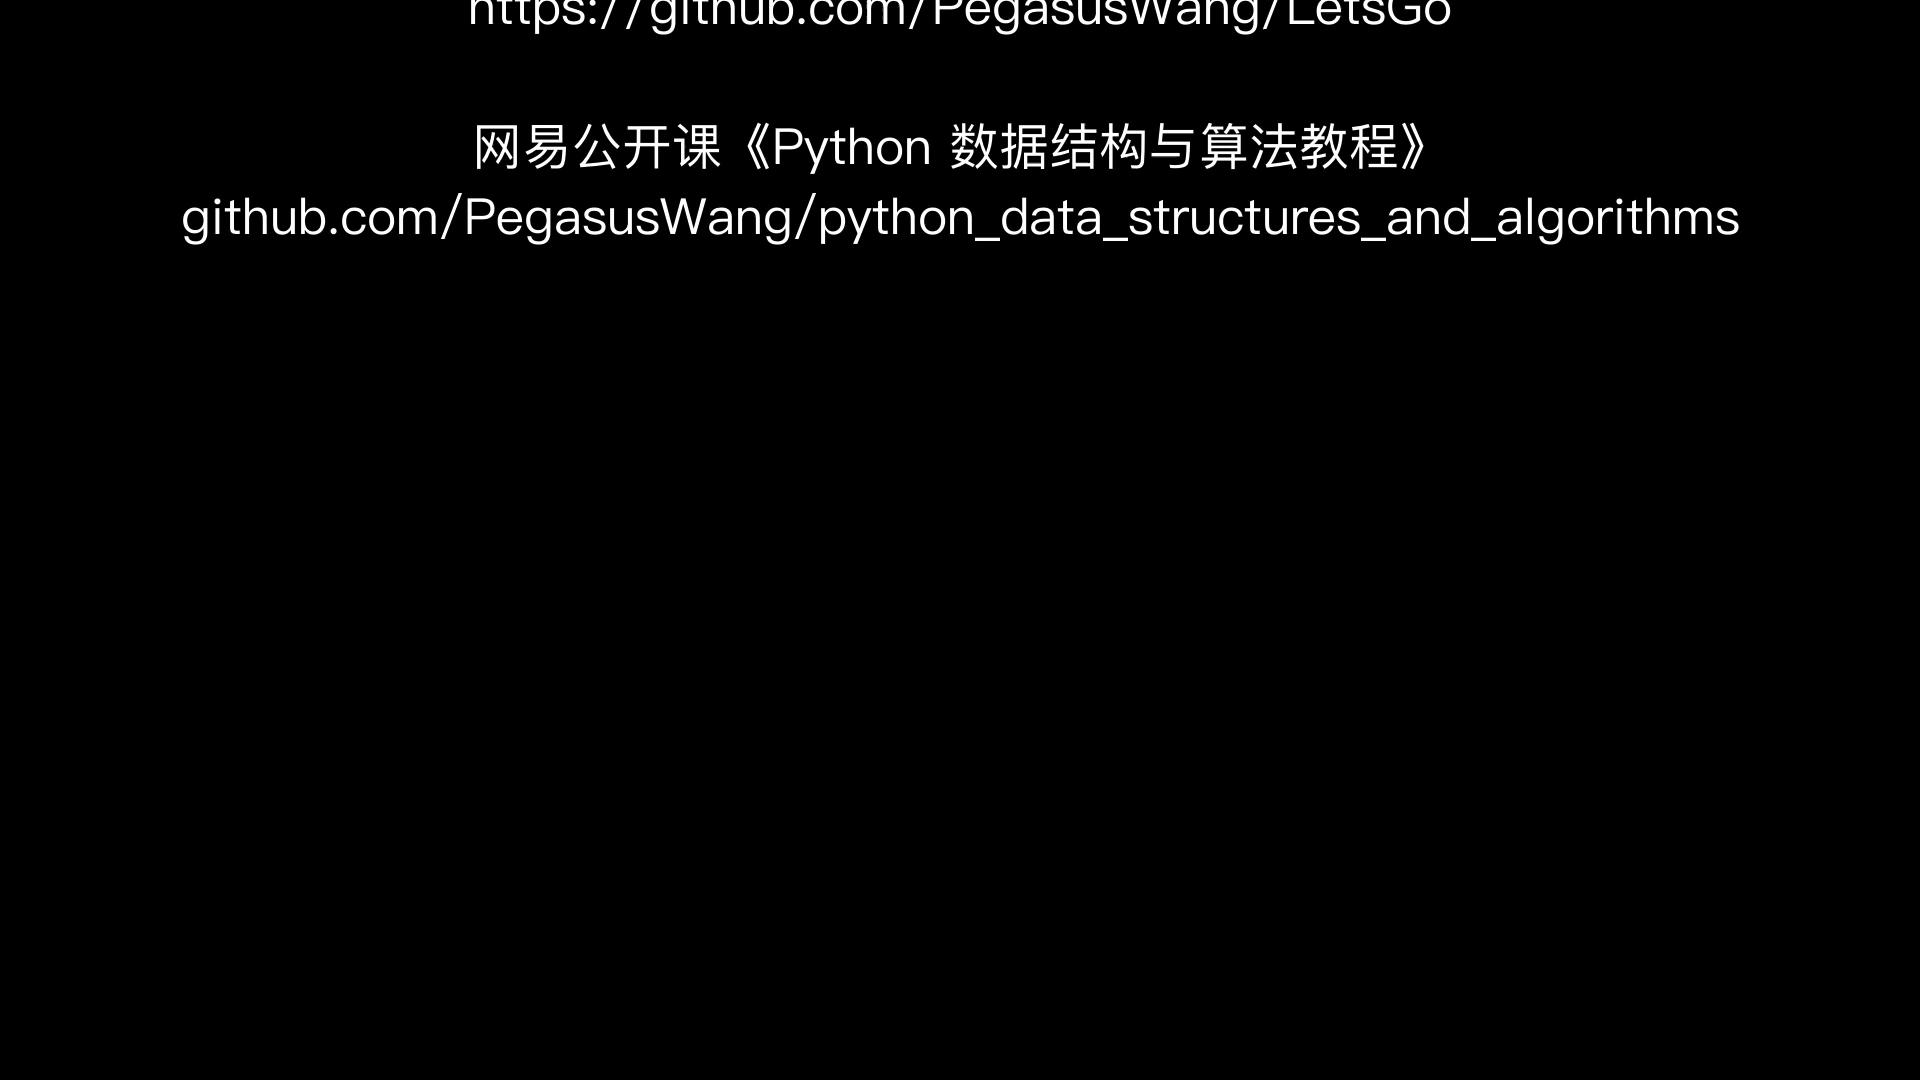 https://github.com/PegasusWang/LetsGo
网易公开课《Python 数据结构与算法教程》
github.com/PegasusWang/python_data_structures_and_algorithms